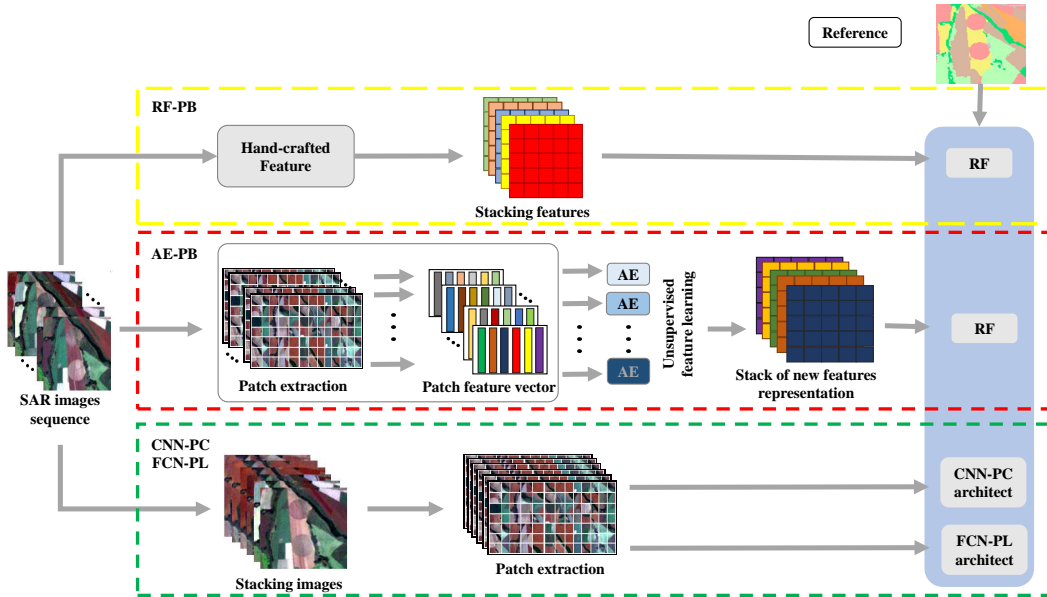 Reference
RF-PB
Hand-crafted
Feature
Stacking features
RF
AE-PB
Patch extraction
Patch feature vector
AE
AE
AE
Unsupervised
feature learning
Stack of new features
representation
RF
SAR images
sequence
CNN-PC
FCN-PL
Stacking images
Patch extraction
CNN-PC
architect
FCN-PL
architect